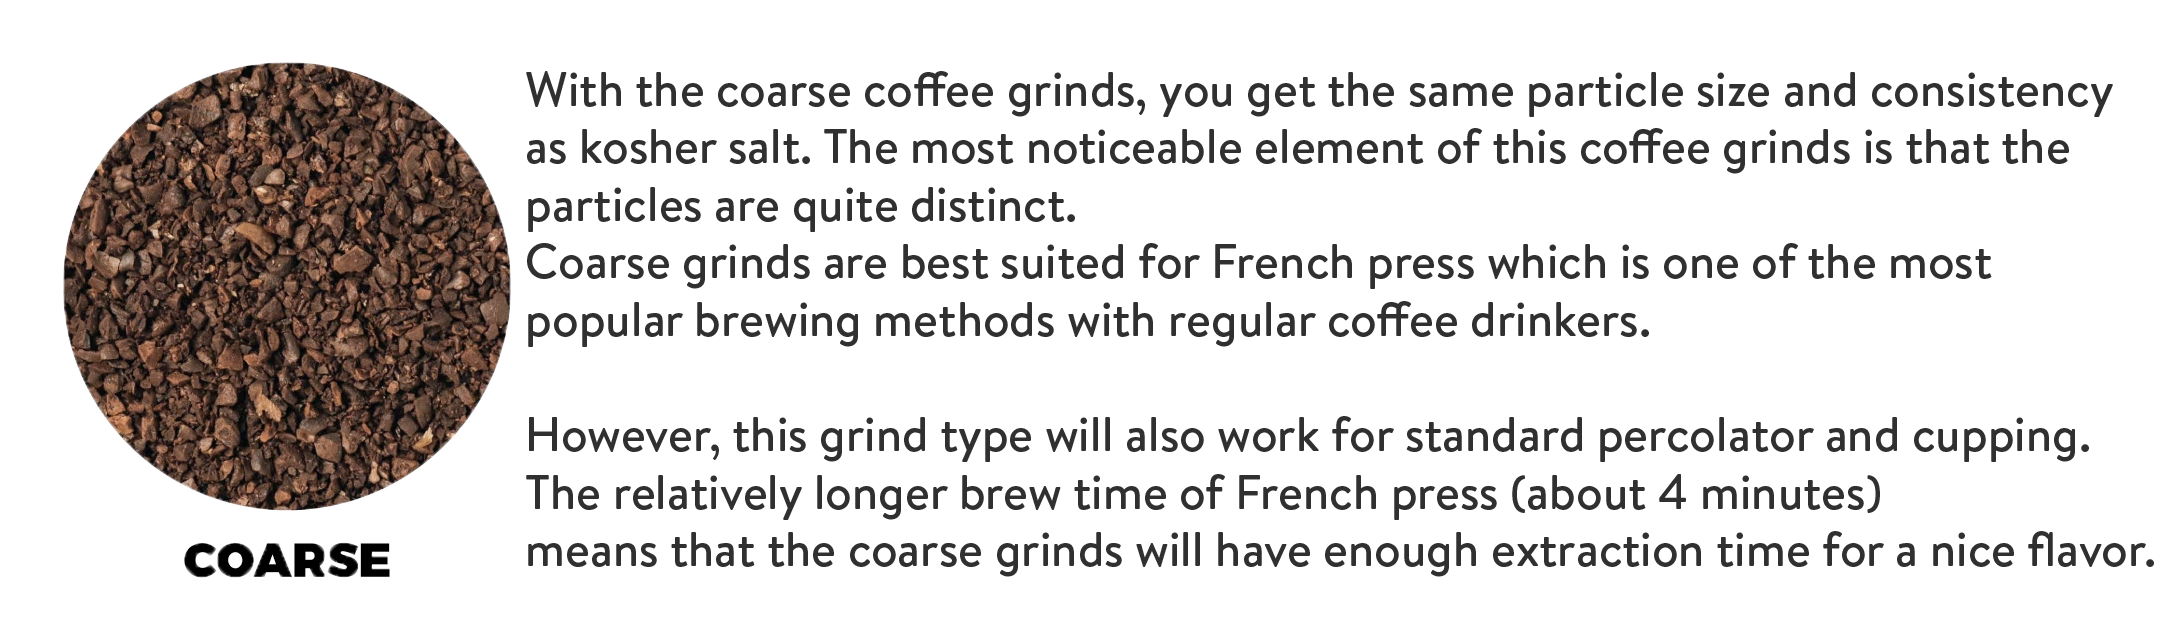 With the coarse coffee grinds, you get the same particle size and consistency
as kosher salt. The most noticeable element of this coffee grinds is that the
particles are quite distinct.
Coarse grinds are best suited for French press which is one of the most
popular brewing methods with regular coffee drinkers.
However, this grind type will also work for standard percolator and cupping.
The relatively longer brew time of French press (about 4 minutes)
means that the coarse grinds will have enough extraction time for a nice flavor.
COARSE